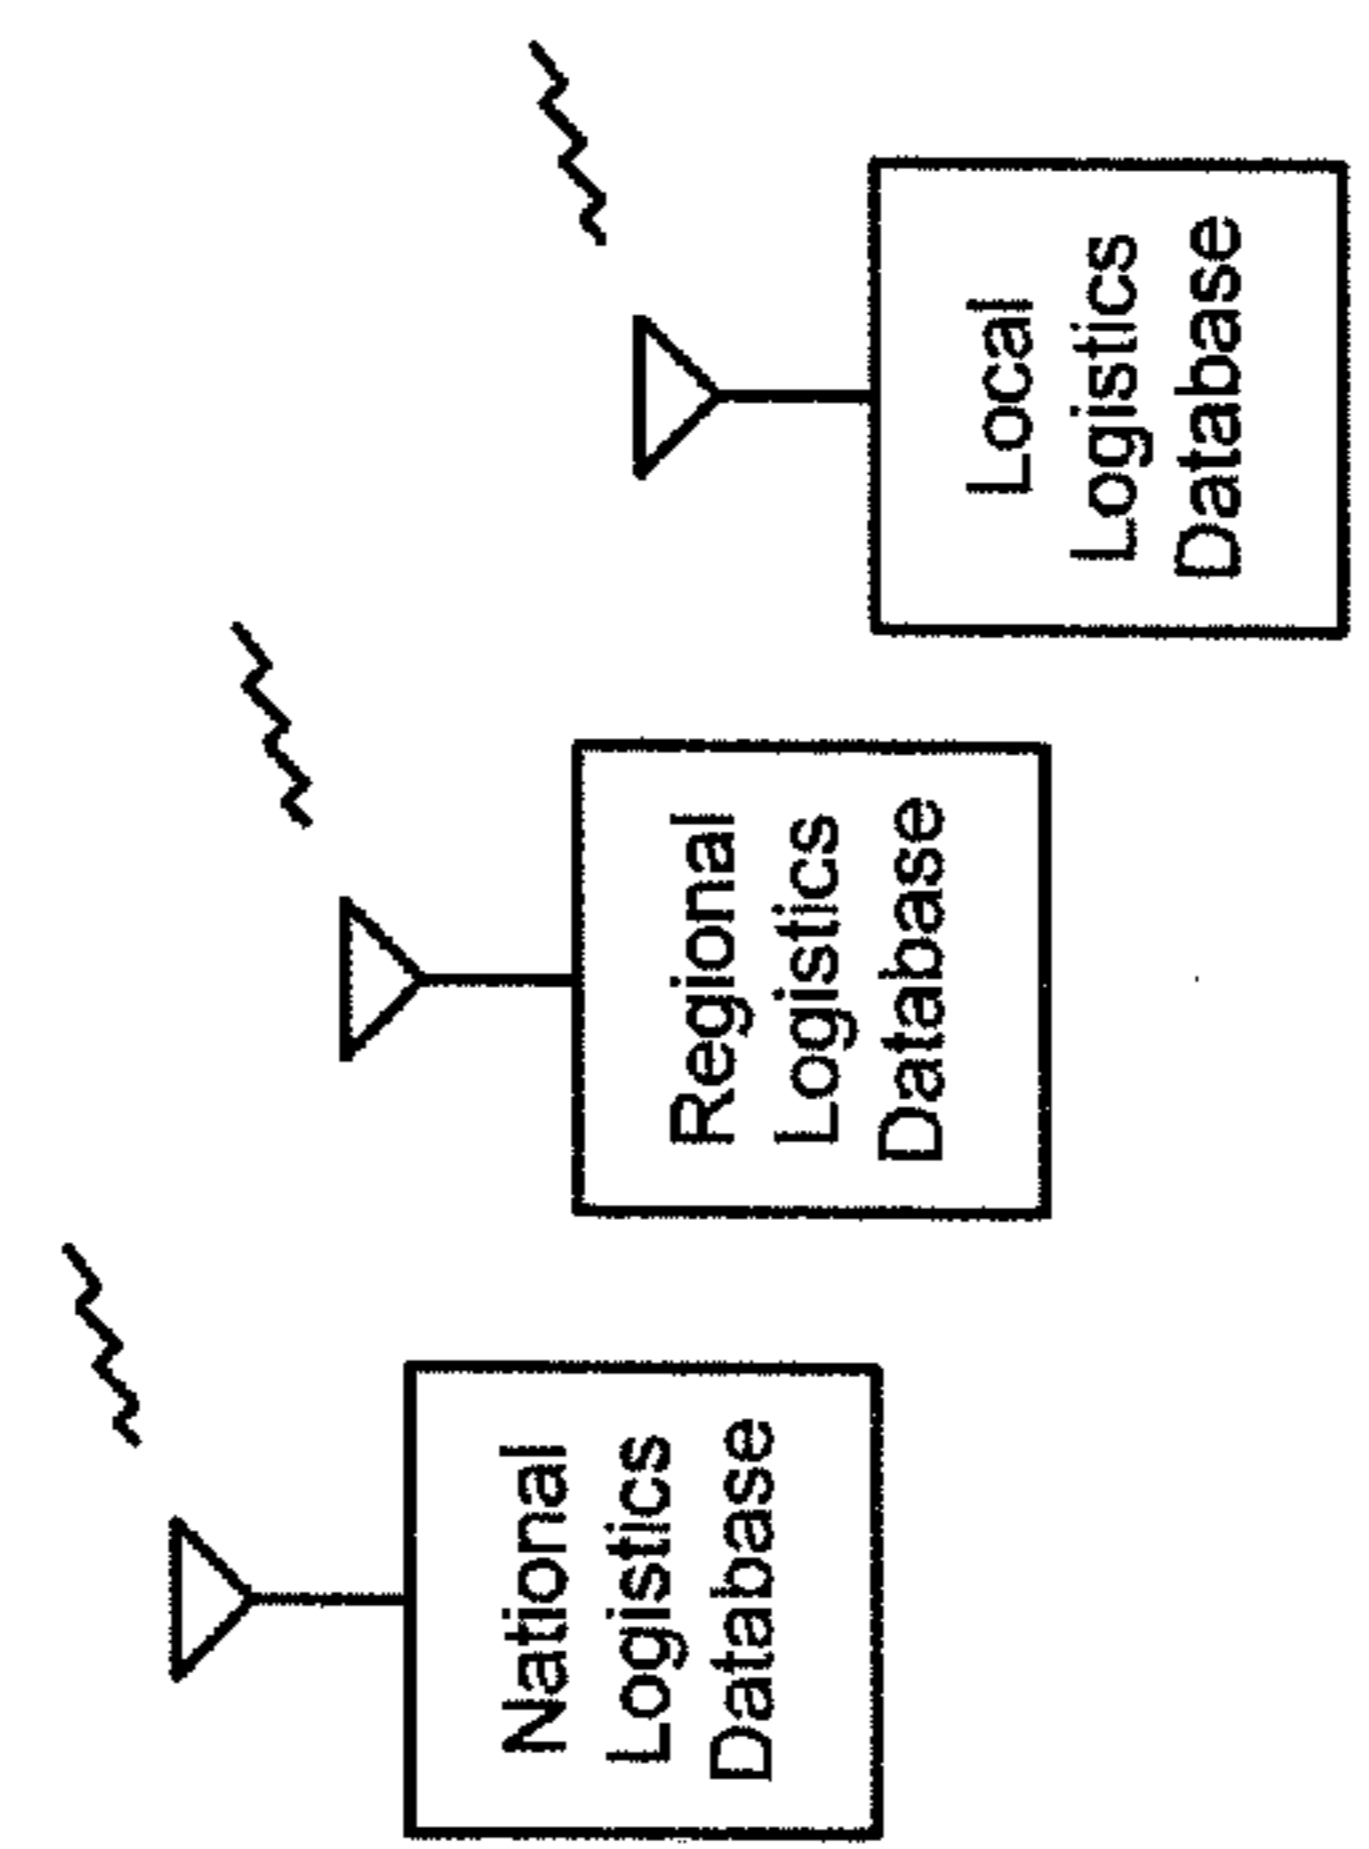 National
Logistics
Database
Regional
Logistics
Database
Local
Logistics
Database